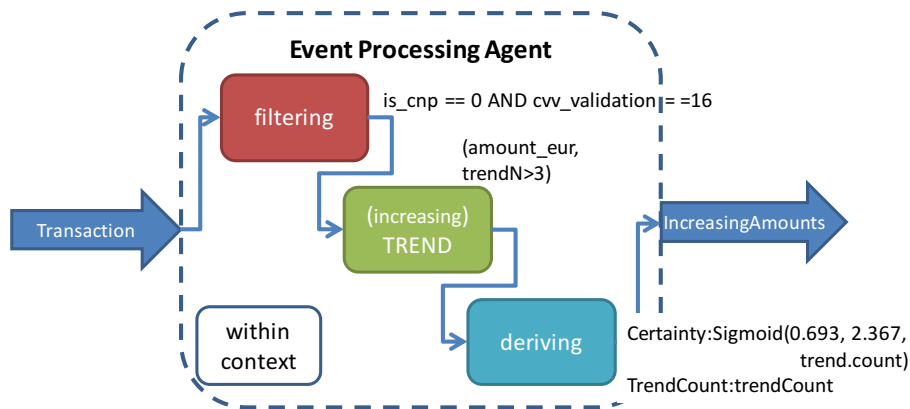 Event Processing Agent
filtering
is_cnp == 0 AND cvv_validation = =16
(amount_eur,
trendN>3)
Transaction
(increasing)
TREND
IncreasingAmounts
within
context
deriving
Certainty:Sigmoid(0.693, 2.367,
trend.count)
TrendCount:trendCount